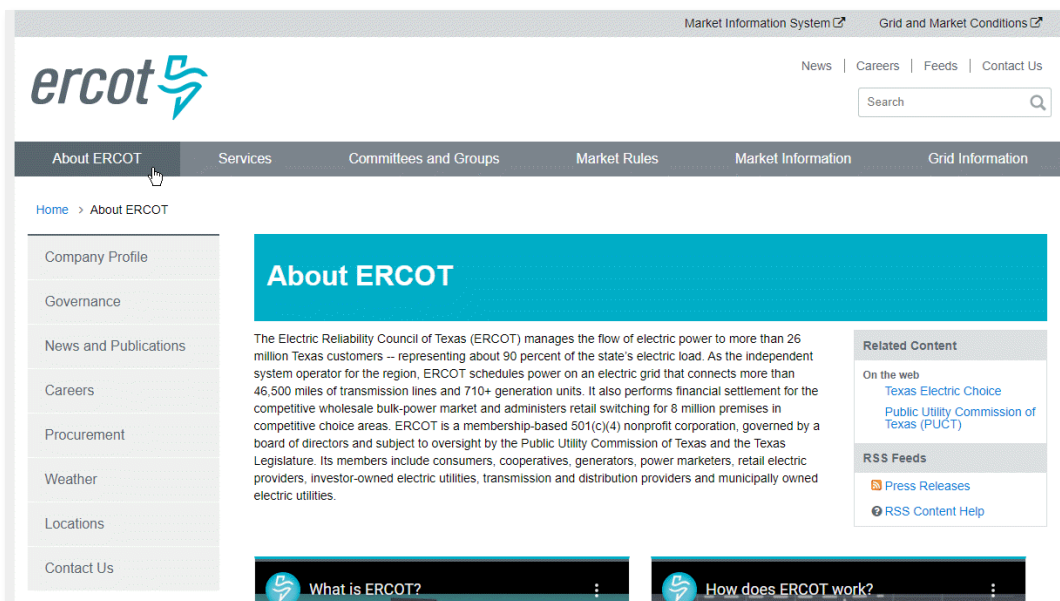 Market Information System
Grid and Market Conditions
ercot
News | Careers | Feeds | Contact Us
Search
About ERCOT
Services
Committees and Groups
Market Rules
Market Information
Grid Information
Home > About ERCOT
Company Profile
Governance
News and Publications
Careers
Procurement
Weather
Locations
Contact Us
About ERCOT
The Electric Reliability Council of Texas (ERCOT) manages the flow of electric power to more than 26
million Texas customers -- representing about 90 percent of the state's electric load. As the independent
system operator for the region, ERCOT schedules power on an electric grid that connects more than
46,500 miles of transmission lines and 710+ generation units. It also performs financial settlement for the
competitive wholesale bulk-power market and administers retail switching for 8 million premises in
competitive choice areas. ERCOT is a membership-based 501(c)(4) nonprofit corporation, governed by a
board of directors and subject to oversight by the Public Utility Commission of Texas and the Texas
Legislature. Its members include consumers, cooperatives, generators, power marketers, retail electric
providers, investor-owned electric utilities, transmission and distribution providers and municipally owned
electric utilities.
Related Content
On the web
Texas Electric Choice
Public Utility Commission of
Texas (PUCT)
RSS Feeds
Press Releases
RSS Content Help
What is ERCOT?
How does ERCOT work?